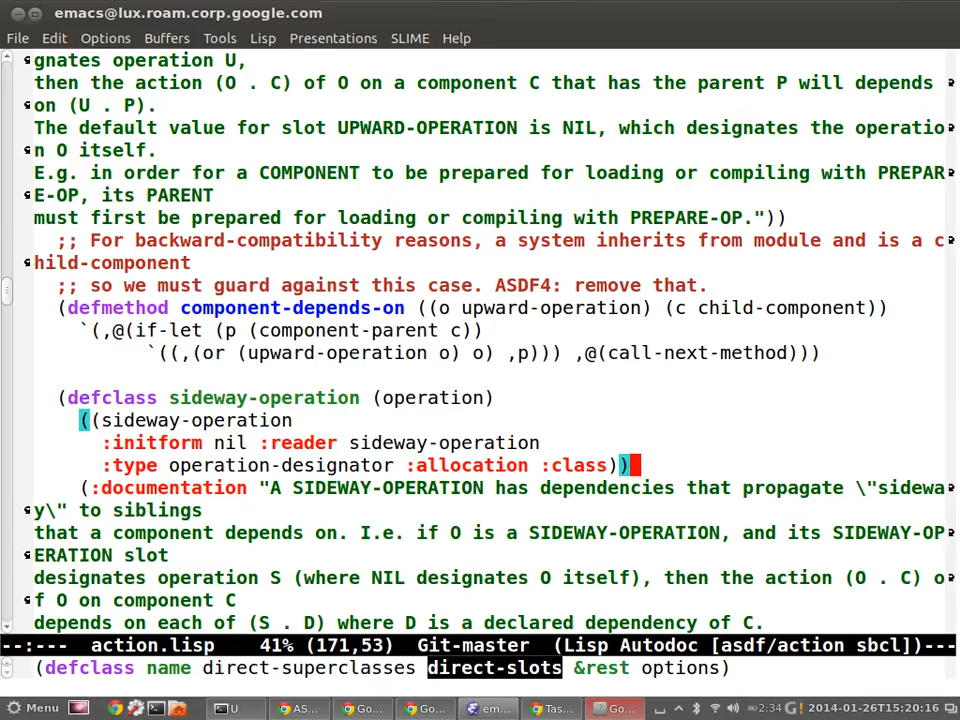 emacs@lux.roam.corp.google.com
File Edit Options Buffers Tools Lisp Presentations SLIME Help
gnates operation U,
then the action (O . C) of O on a component C that has the parent P will depends
on (U . P).
The default value for slot UPWARD-OPERATION is NIL, which designates the operatio
n O itself.
E.g. in order for a COMPONENT to be prepared for loading or compiling with PREPAR
E-OP, its PARENT
must first be prepared for loading or compiling with PREPARE-OP."))
;; For backward-compatibility reasons, a system inherits from module and is a c
hild-component
;; so we must guard against this case. ASDF4: remove that.
(defmethod component-depends-on ((o upward-operation) (c child-component))
`(,@(if-let (p (component-parent c))
`((,(or (upward-operation o) o) ,p))) ,@(call-next-method)))
(defclass sideway-operation (operation)
((sideway-operation
:initform nil :reader sideway-operation
:type operation-designator :allocation :class))
(:documentation "A SIDEWAY-OPERATION has dependencies that propagate \"sidewa
y\" to siblings
that a component depends on. I.e. if O is a SIDEWAY-OPERATION, and its SIDEWAY-OP
ERATION slot
designates operation S (where NIL designates O itself), then the action (O . C) o
f O on component C
depends on each of (S . D) where D is a declared dependency of C.
--:--- action.lisp 41% (171,53) Git-master (Lisp Autodoc [asdf/action sbcl])---
(defclass name direct-superclasses direct-slots &rest options)
Menu U AS... Go... Go... em... Tas... Go... 2:34 2014-01-26T15:20:16